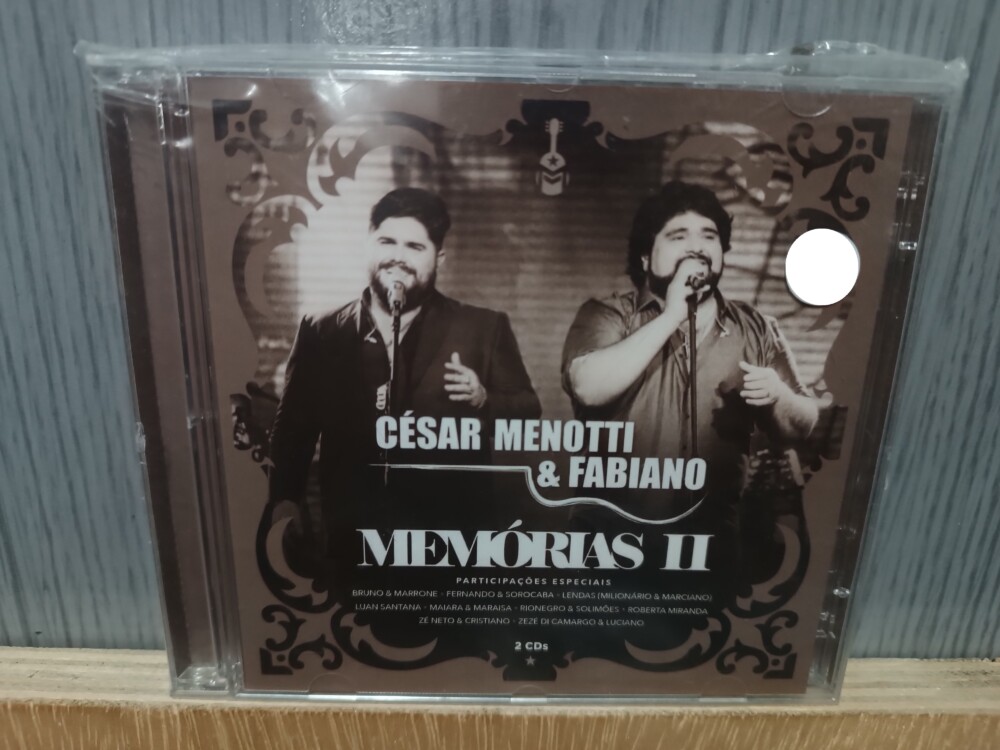 CÉSAR MENOTTI
& FABIANO
MEMÓRIAS II
PARTICIPAÇÕES ESPECIAIS
BRUNO & MARRONE • FERNANDO & SOROCABA • LENDAS (MILIONÁRIO & MARCIANO)
LUAN SANTANA • MAIARA & MARAISA • RIONEGRO & SOLIMÕES • ROBERTA MIRANDA
ZÉ NETO & CRISTIANO • ZEZÉ DI CAMARGO & LUCIANO
2 CDs